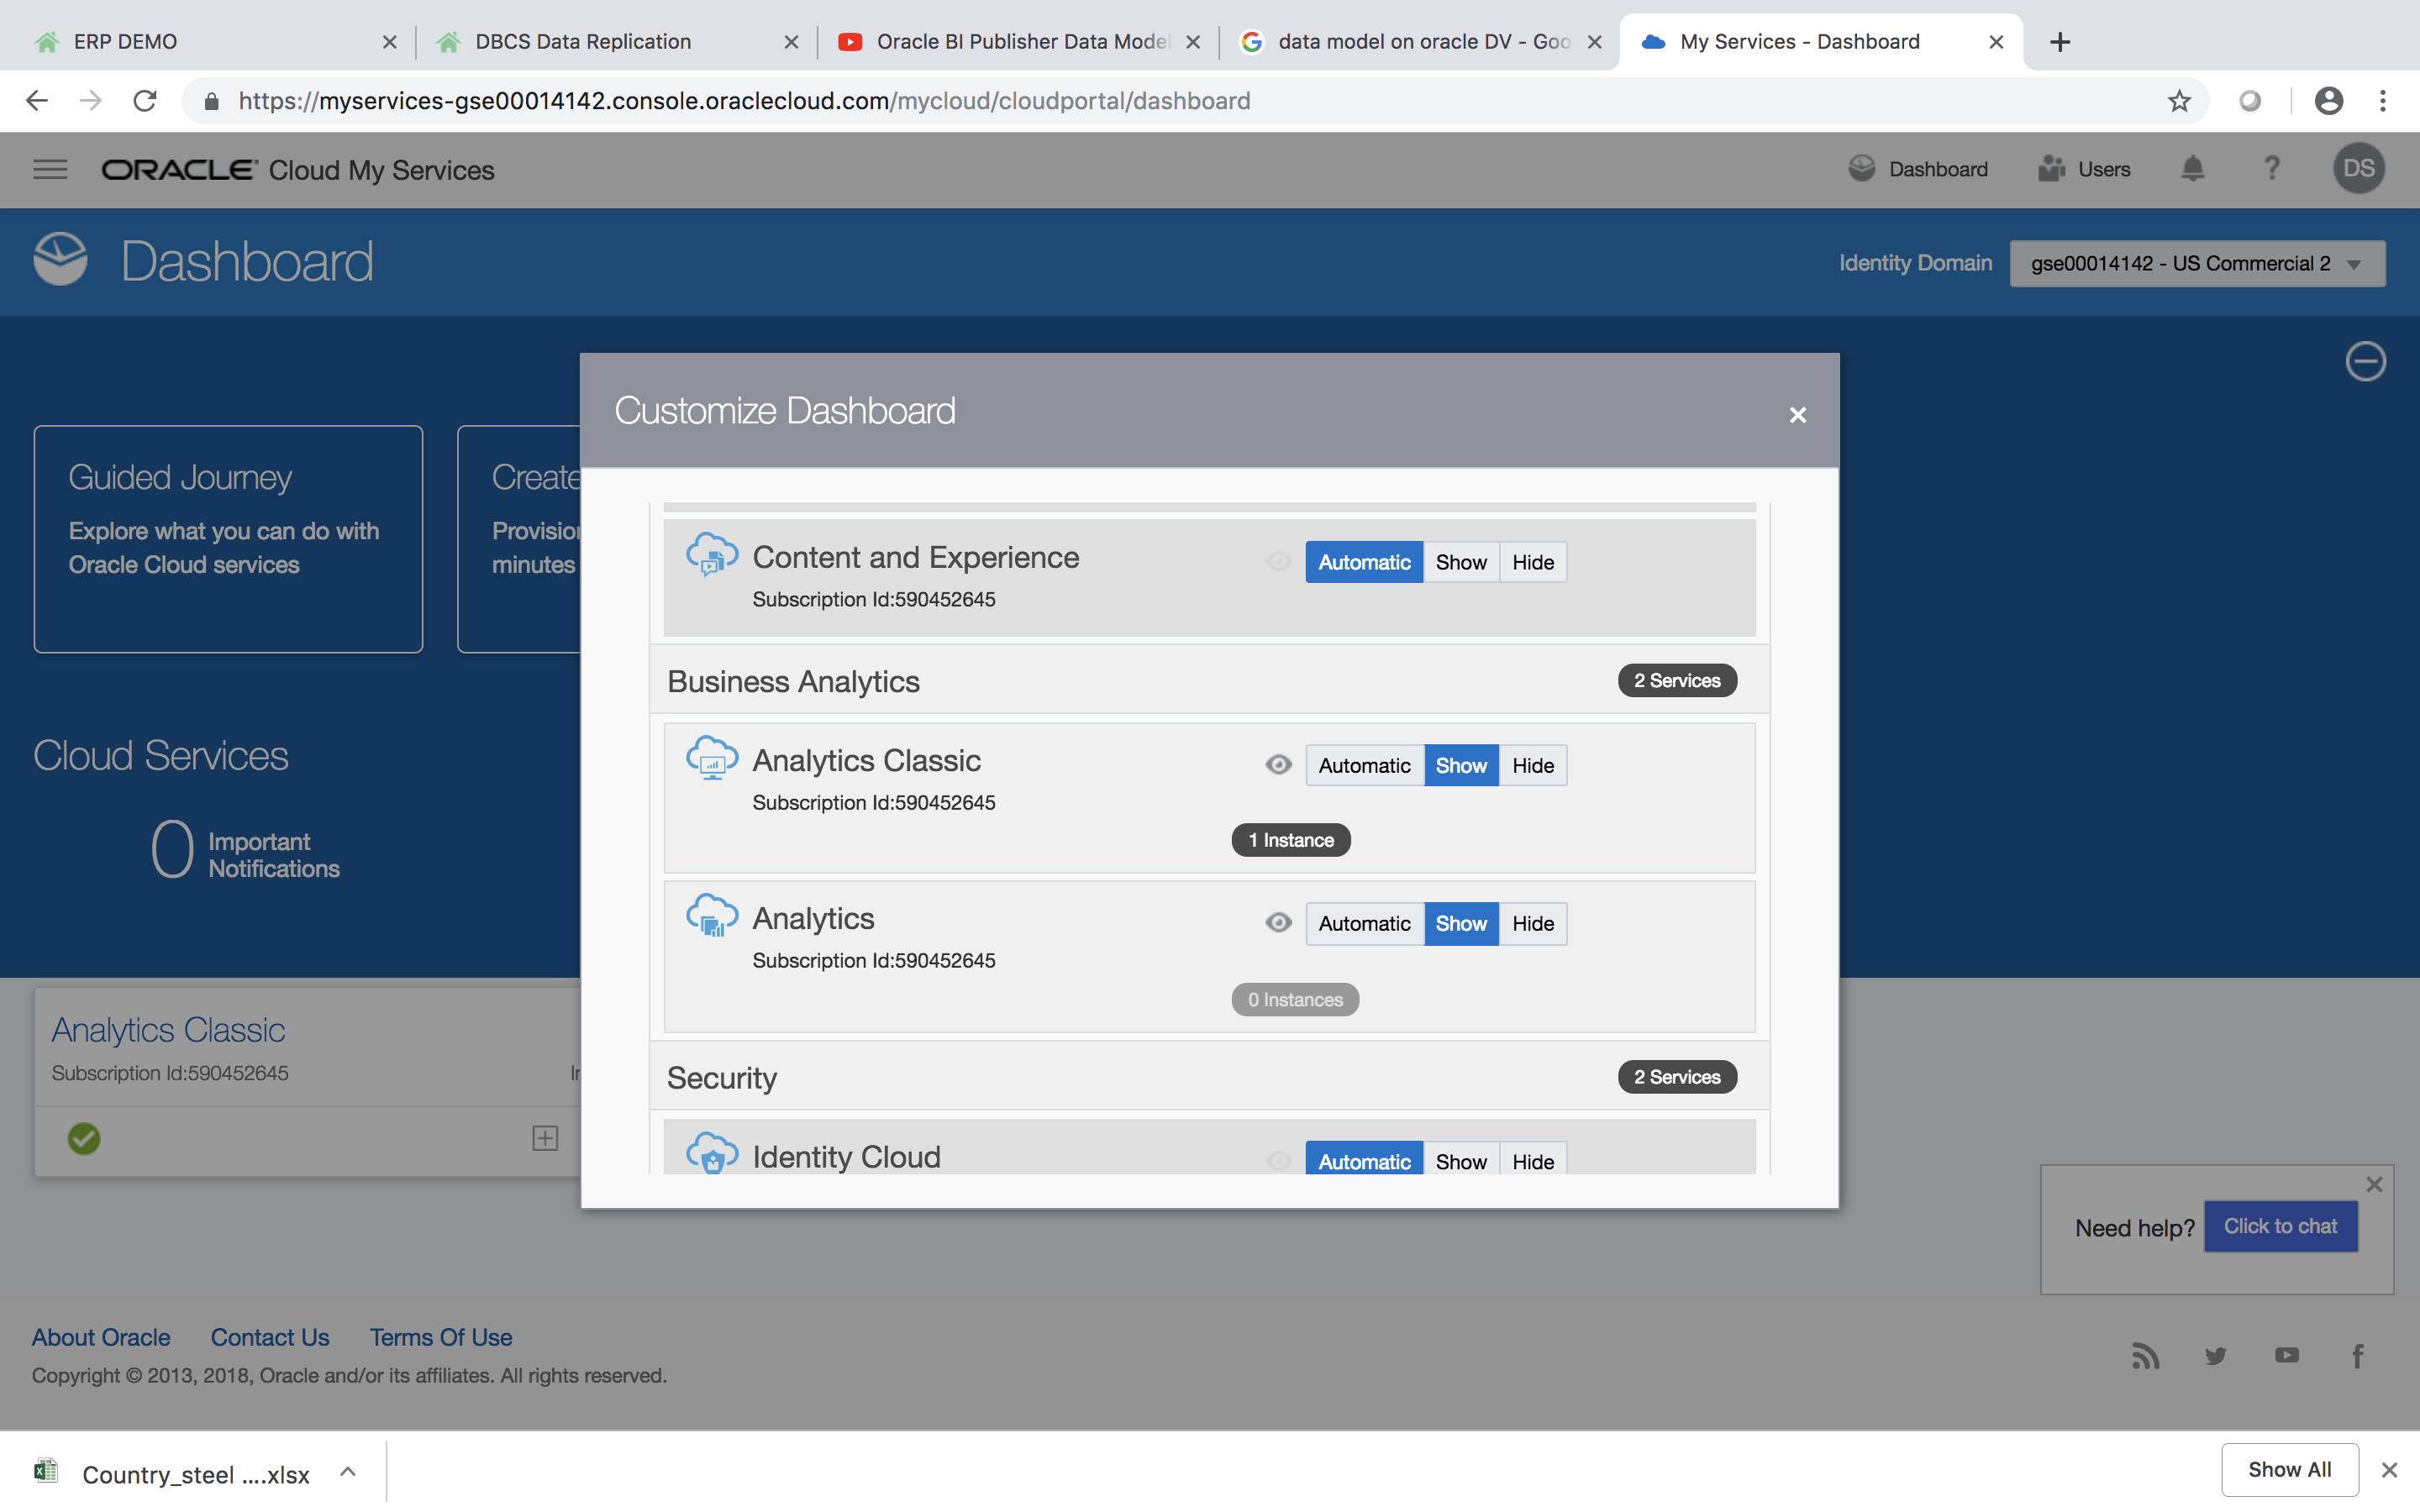 ERP DEMO
DBCS Data Replication
Oracle BI Publisher Data Model
data model on oracle DV - Goo
My Services - Dashboard
https://myservices-gse00014142.console.oraclecloud.com/mycloud/cloudportal/dashboard
ORACLE Cloud My Services
Dashboard
Users
?
DS
Dashboard
Identity Domain
gse00014142 - US Commercial 2
Customize Dashboard
Guided Journey
Explore what you can do with
Oracle Cloud services
Create
Provision
minutes
Content and Experience
Automatic Show Hide
Subscription Id:590452645
Business Analytics
2 Services
Analytics Classic
Automatic Show Hide
Subscription Id:590452645
1 Instance
Analytics
Automatic Show Hide
Subscription Id:590452645
0 Instances
Security
2 Services
Identity Cloud
Automatic Show Hide
Cloud Services
0 Important
Notifications
Analytics Classic
Subscription Id:590452645
Need help?
Click to chat
About Oracle Contact Us Terms Of Use
Copyright © 2013, 2018, Oracle and/or its affiliates. All rights reserved.
Country_steel ....xlsx
Show All